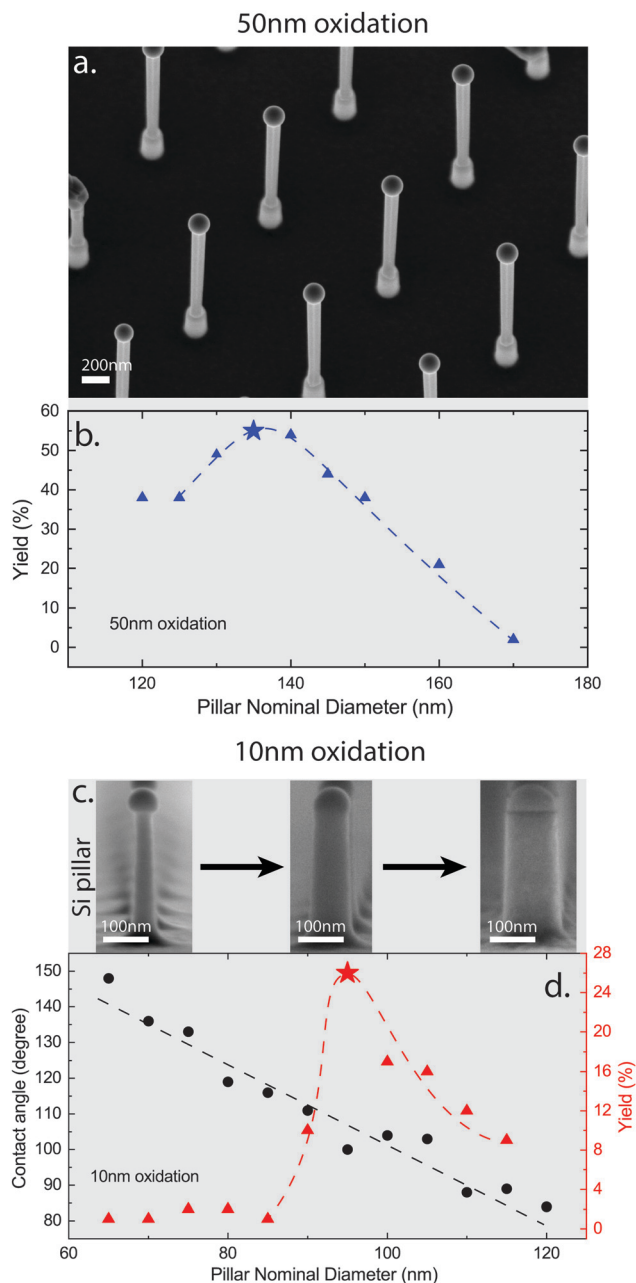 50nm oxidation
a.
200nm
b.
60
50
40
30
20
10
0
Yield (%)
50nm oxidation
120 140 160 180
Pillar Nominal Diameter (nm)
10nm oxidation
c.
Si pillar
100nm 100nm 100nm
d.
150
140
130
120
110
100
90
80
Contact angle (degree)
28
24
20
16
12
8
4
0
Yield (%)
10nm oxidation
60 80 100 120
Pillar Nominal Diameter (nm)